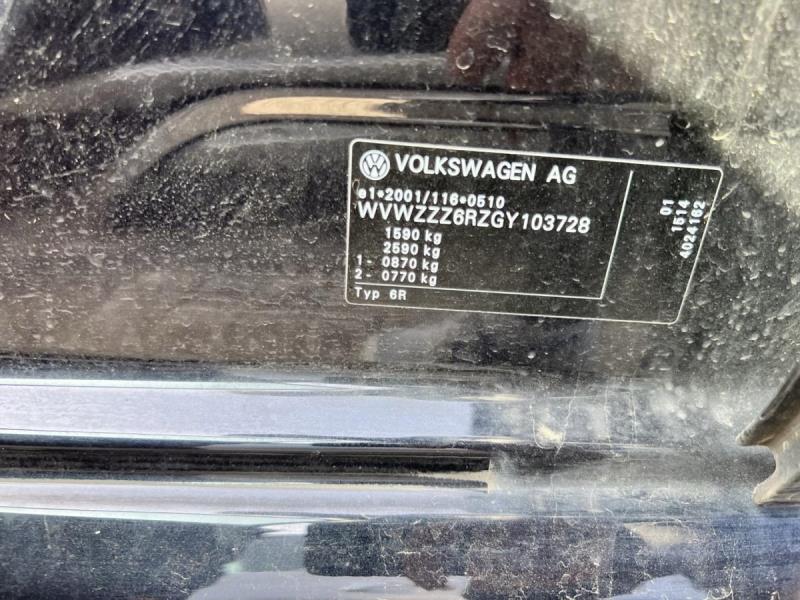 VOLKSWAGEN AG
e1*2001/116*0510
WVWZZZ6RZGY103728
1590 kg
2590 kg
1- 0870 kg
2- 0770 kg
Typ 6R
01
1514
4024162